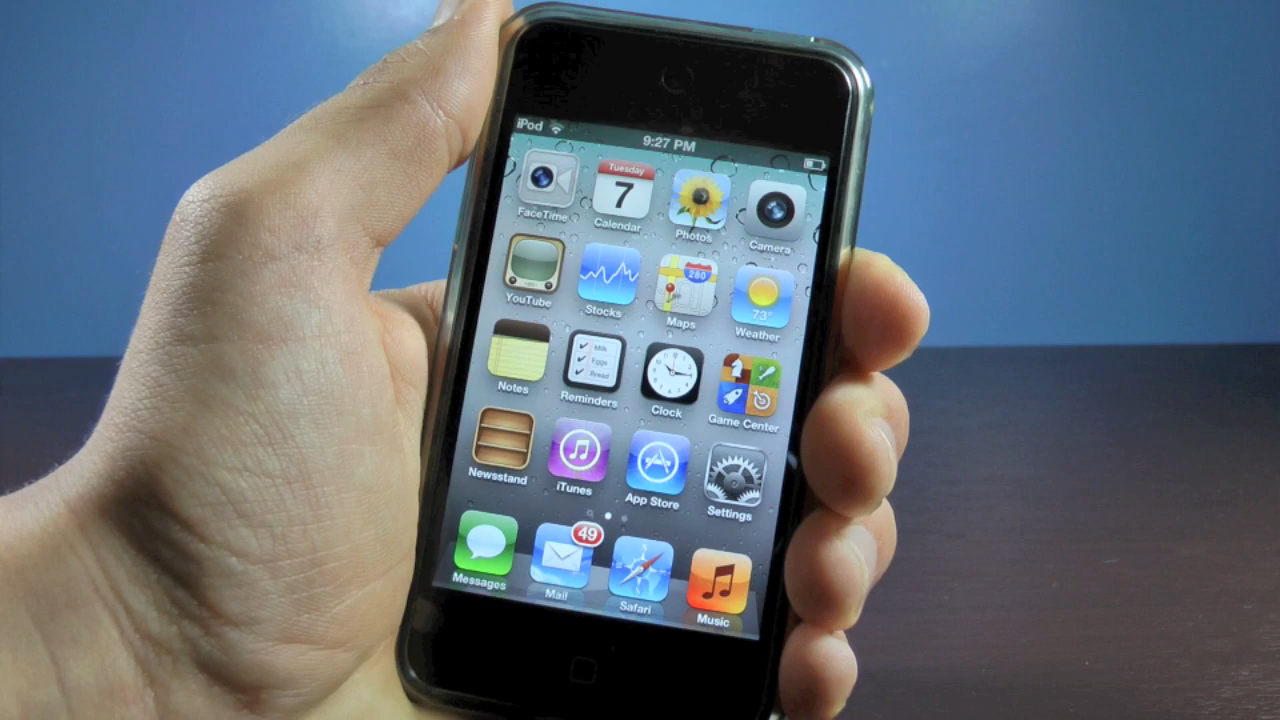 iPod
9:27 PM
Tuesday
7
FaceTime
Calendar
Photos
Camera
280
73°
YouTube
Stocks
Maps
Weather
Milk
Eggs
Bread
Notes
Reminders
Clock
Game Center
Newsstand
iTunes
App Store
Settings
49
Messages
Mail
Safari
Music